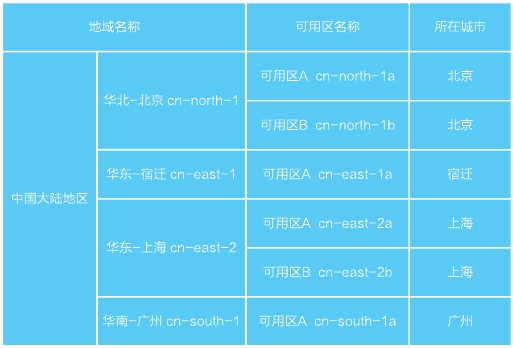 地域名称 可用区名称 所在城市
可用区A cn-north-1a 北京
华北-北京 cn-north-1
可用区B cn-north-1b 北京
华东-宿迁 cn-east-1 可用区A cn-east-1a 宿迁
中国大陆地区
可用区A cn-east-2a 上海
华东-上海 cn-east-2
可用区B cn-east-2b 上海
华南-广州 cn-south-1 可用区A cn-south-1a 广州